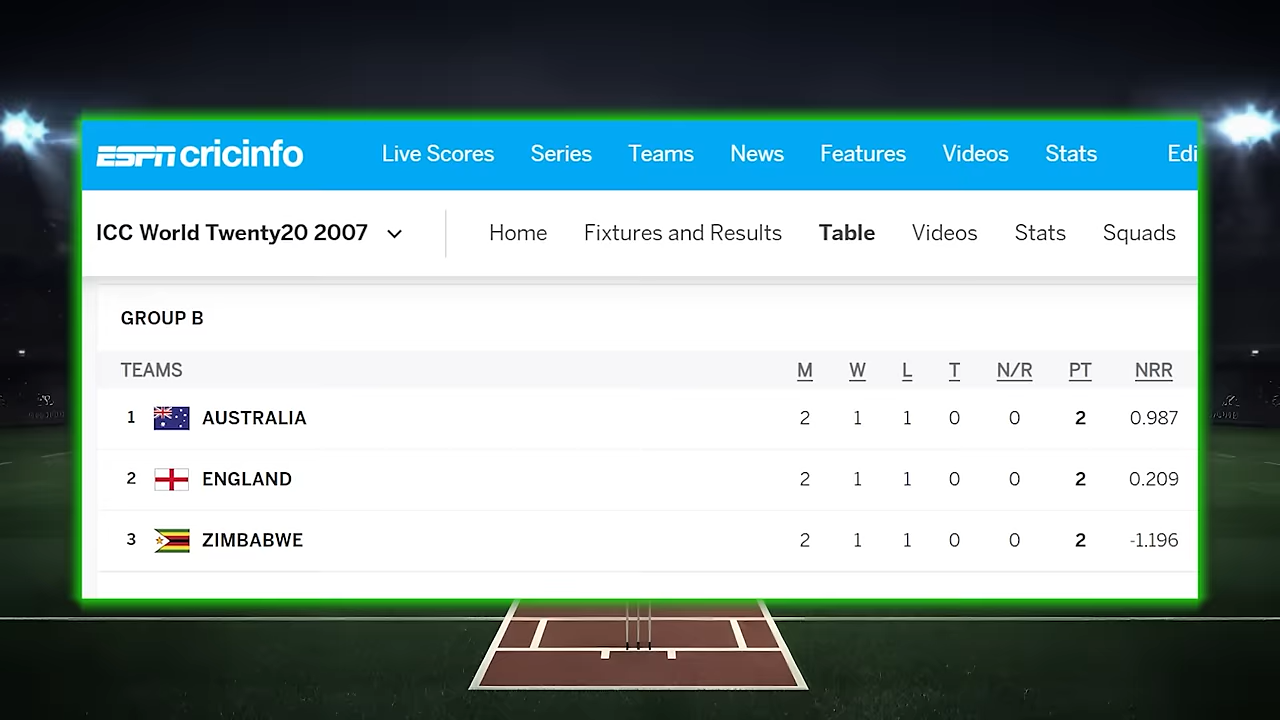 ESPN cricinfo Live Scores Series Teams News Features Videos Stats Edi
ICC World Twenty20 2007 Home Fixtures and Results Table Videos Stats Squads
GROUP B
TEAMS M W L T N/R PT NRR
1 AUSTRALIA 2 1 1 0 0 2 0.987
2 ENGLAND 2 1 1 0 0 2 0.209
3 ZIMBABWE 2 1 1 0 0 2 -1.196